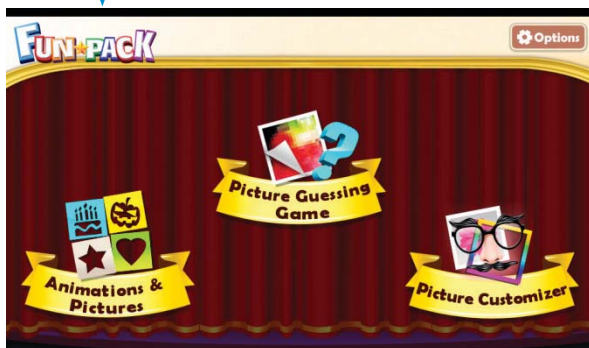 FUN★PACK
Options
Picture Guessing
Game
Animations &
Pictures
Picture Customizer